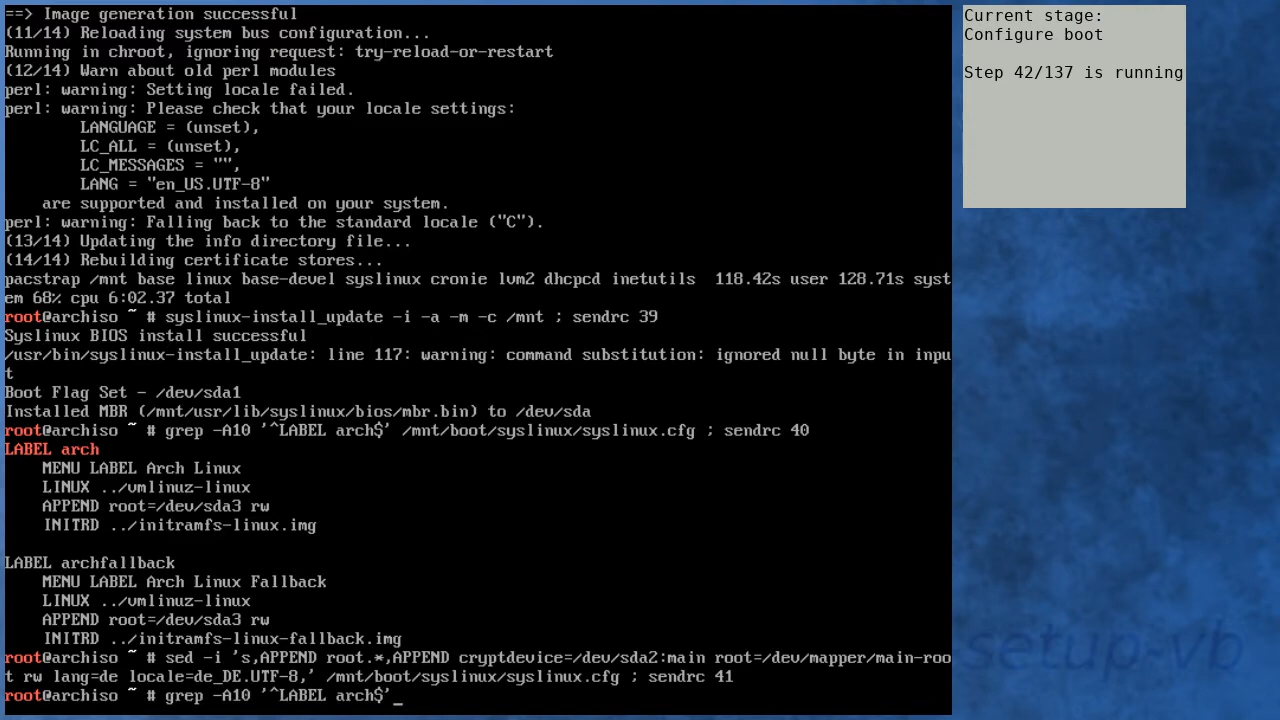 ==> Image generation successful
(11/14) Reloading system bus configuration...
Running in chroot, ignoring request: try-reload-or-restart
(12/14) Warn about old perl modules
perl: warning: Setting locale failed.
perl: warning: Please check that your locale settings:
        LANGUAGE = (unset),
        LC_ALL = (unset),
        LC_MESSAGES = "",
        LANG = "en_US.UTF-8"
    are supported and installed on your system.
perl: warning: Falling back to the standard locale ("C").
(13/14) Updating the info directory file...
(14/14) Rebuilding certificate stores...
pacstrap /mnt base linux base-devel syslinux cronie lvm2 dhcpcd inetutils  118.42s user 128.71s syst
em 68% cpu 6:02.37 total
root@archiso ~ # syslinux-install_update -i -a -m -c /mnt ; sendrc 39
Syslinux BIOS install successful
/usr/bin/syslinux-install_update: line 117: warning: command substitution: ignored null byte in inpu
t
Boot Flag Set - /dev/sda1
Installed MBR (/mnt/usr/lib/syslinux/bios/mbr.bin) to /dev/sda
root@archiso ~ # grep -A10 '^LABEL arch$' /mnt/boot/syslinux/syslinux.cfg ; sendrc 40
LABEL arch
    MENU LABEL Arch Linux
    LINUX ../vmlinuz-linux
    APPEND root=/dev/sda3 rw
    INITRD ../initramfs-linux.img

LABEL archfallback
    MENU LABEL Arch Linux Fallback
    LINUX ../vmlinuz-linux
    APPEND root=/dev/sda3 rw
    INITRD ../initramfs-linux-fallback.img
root@archiso ~ # sed -i 's,APPEND root.*,APPEND cryptdevice=/dev/sda2:main root=/dev/mapper/main-roo
t rw lang=de locale=de_DE.UTF-8,' /mnt/boot/syslinux/syslinux.cfg ; sendrc 41
root@archiso ~ # grep -A10 '^LABEL arch$'_
Current stage:
Configure boot

Step 42/137 is running
setup-vb